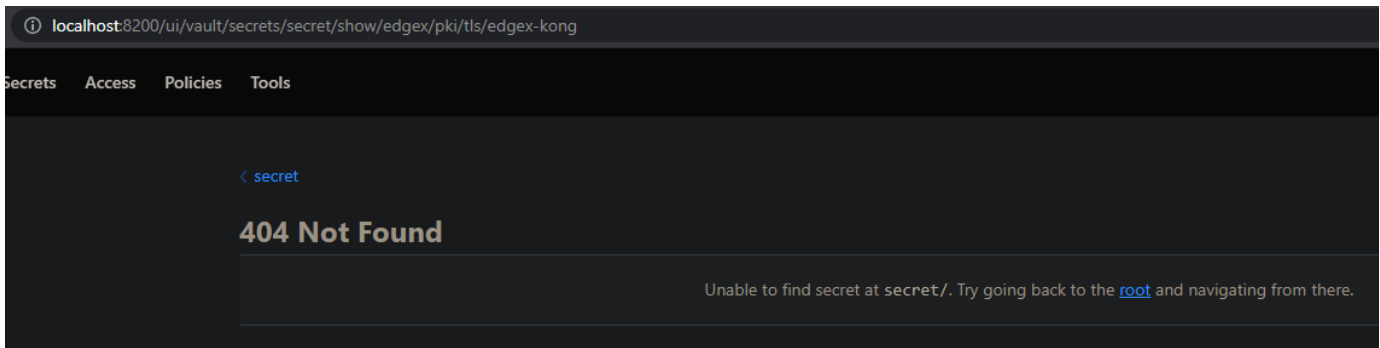 localhost:8200/ui/vault/secrets/secret/show/edgex/pki/tls/edgex-kong
Secrets Access Policies Tools
secret
404 Not Found
Unable to find secret at secret/. Try going back to the root and navigating from there.